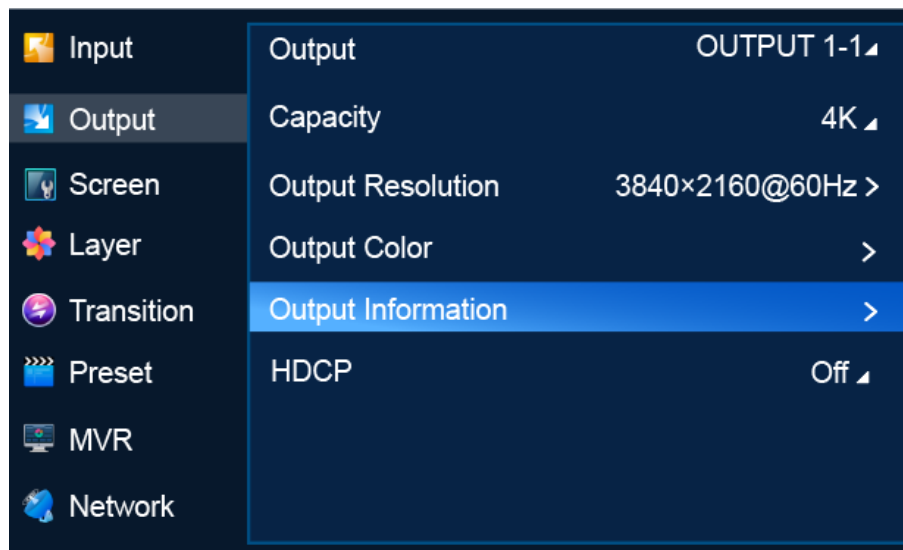 Input
Output
Screen
Layer
Transition
Preset
MVR
Network
Output OUTPUT 1-1
Capacity 4K
Output Resolution 3840×2160@60Hz >
Output Color >
Output Information >
HDCP Off